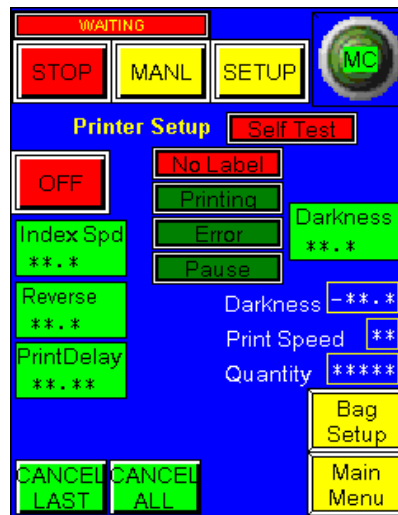 WAITING
STOP MANL SETUP MC
Printer Setup Self Test
OFF No Label
Printing
Index Spd Error Darkness
**.* **.*
Pause
Reverse Darkness -**.*
**.*
Print Speed **
PrintDelay Quantity *****
**.**
Bag
Setup
CANCEL CANCEL Main
LAST ALL Menu